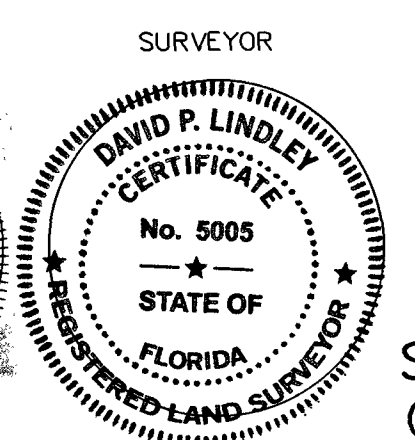 SURVEYOR
DAVID P. LINDLEY
CERTIFICATE
No. 5005
STATE OF
FLORIDA
REGISTERED LAND SURVEYOR